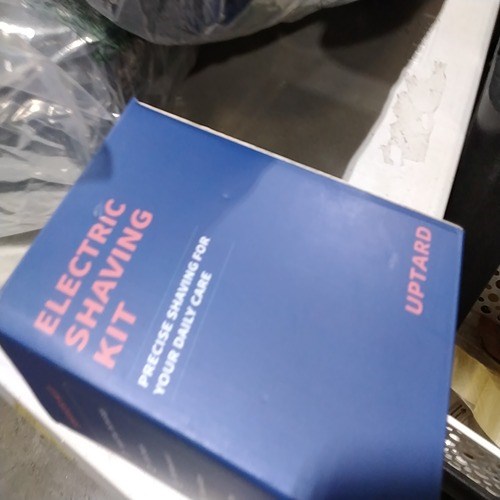 ELECTRIC
SHAVING
KIT
PRECISE SHAVING FOR
YOUR DAILY CARE
UPTARD